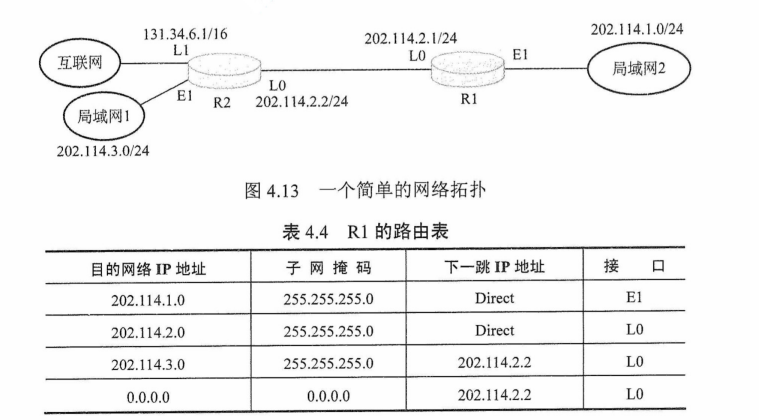 131.34.6.1/16
202.114.2.1/24
202.114.1.0/24
互联网
L1
L0
E1
局域网2
E1
L0
R2
202.114.2.2/24
R1
局域网1
202.114.3.0/24
图 4.13 一个简单的网络拓扑
表 4.4 R1 的路由表
目的网络 IP 地址 子 网 掩 码 下一跳 IP 地址 接 口
202.114.1.0 255.255.255.0 Direct E1
202.114.2.0 255.255.255.0 Direct L0
202.114.3.0 255.255.255.0 202.114.2.2 L0
0.0.0.0 0.0.0.0 202.114.2.2 L0